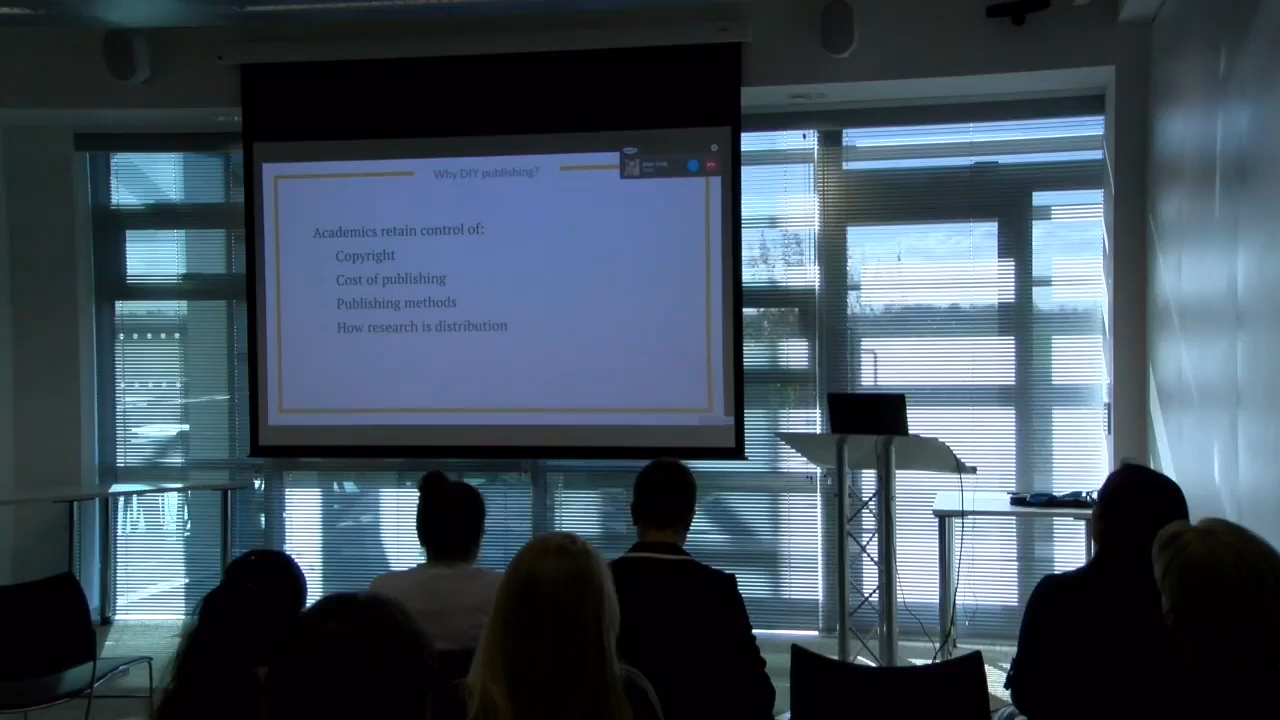 Why DIY publishing?
Academics retain control of:
Copyright
Cost of publishing
Publishing methods
How research is distribution